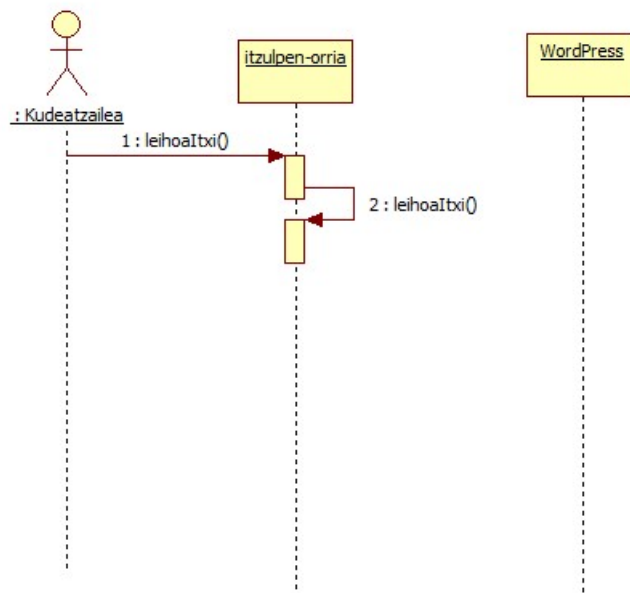 itzulpen-orria
WordPress
: Kudeatzailea
1 : leihoaItxi()
2 : leihoaItxi()